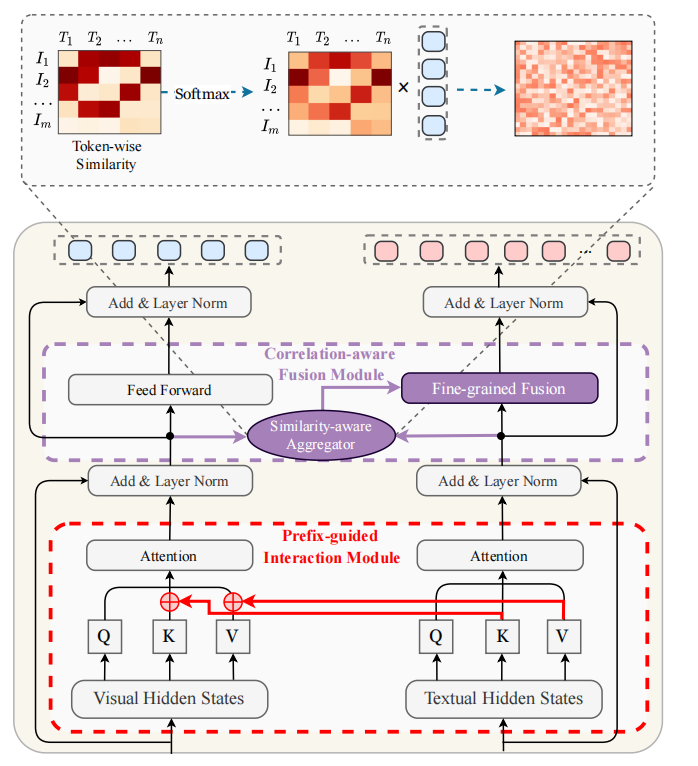 T1 T2 … Tn
I1
I2
…
Im
Token-wise
Similarity
Softmax
T1 T2 … Tn
I1
I2
…
Im
×
Add & Layer Norm
…
Add & Layer Norm
Correlation-aware
Fusion Module
Feed Forward
Fine-grained Fusion
Similarity-aware
Aggregator
Add & Layer Norm
Add & Layer Norm
Prefix-guided
Interaction Module
Attention
Attention
Q K V
Q K V
Visual Hidden States
Textual Hidden States